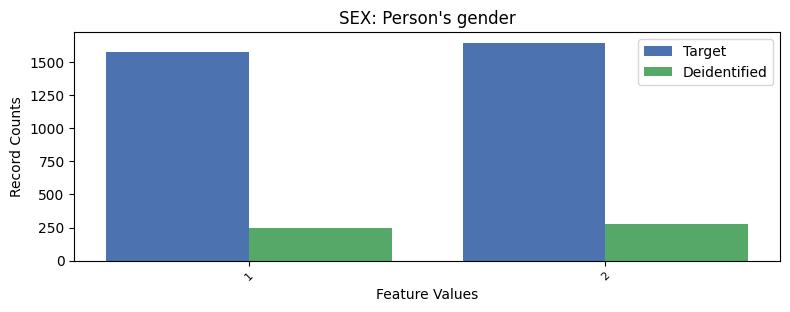 SEX: Person's gender
Target
Deidentified
1500
1250
1000
750
500
250
0
Record Counts
1
2
Feature Values